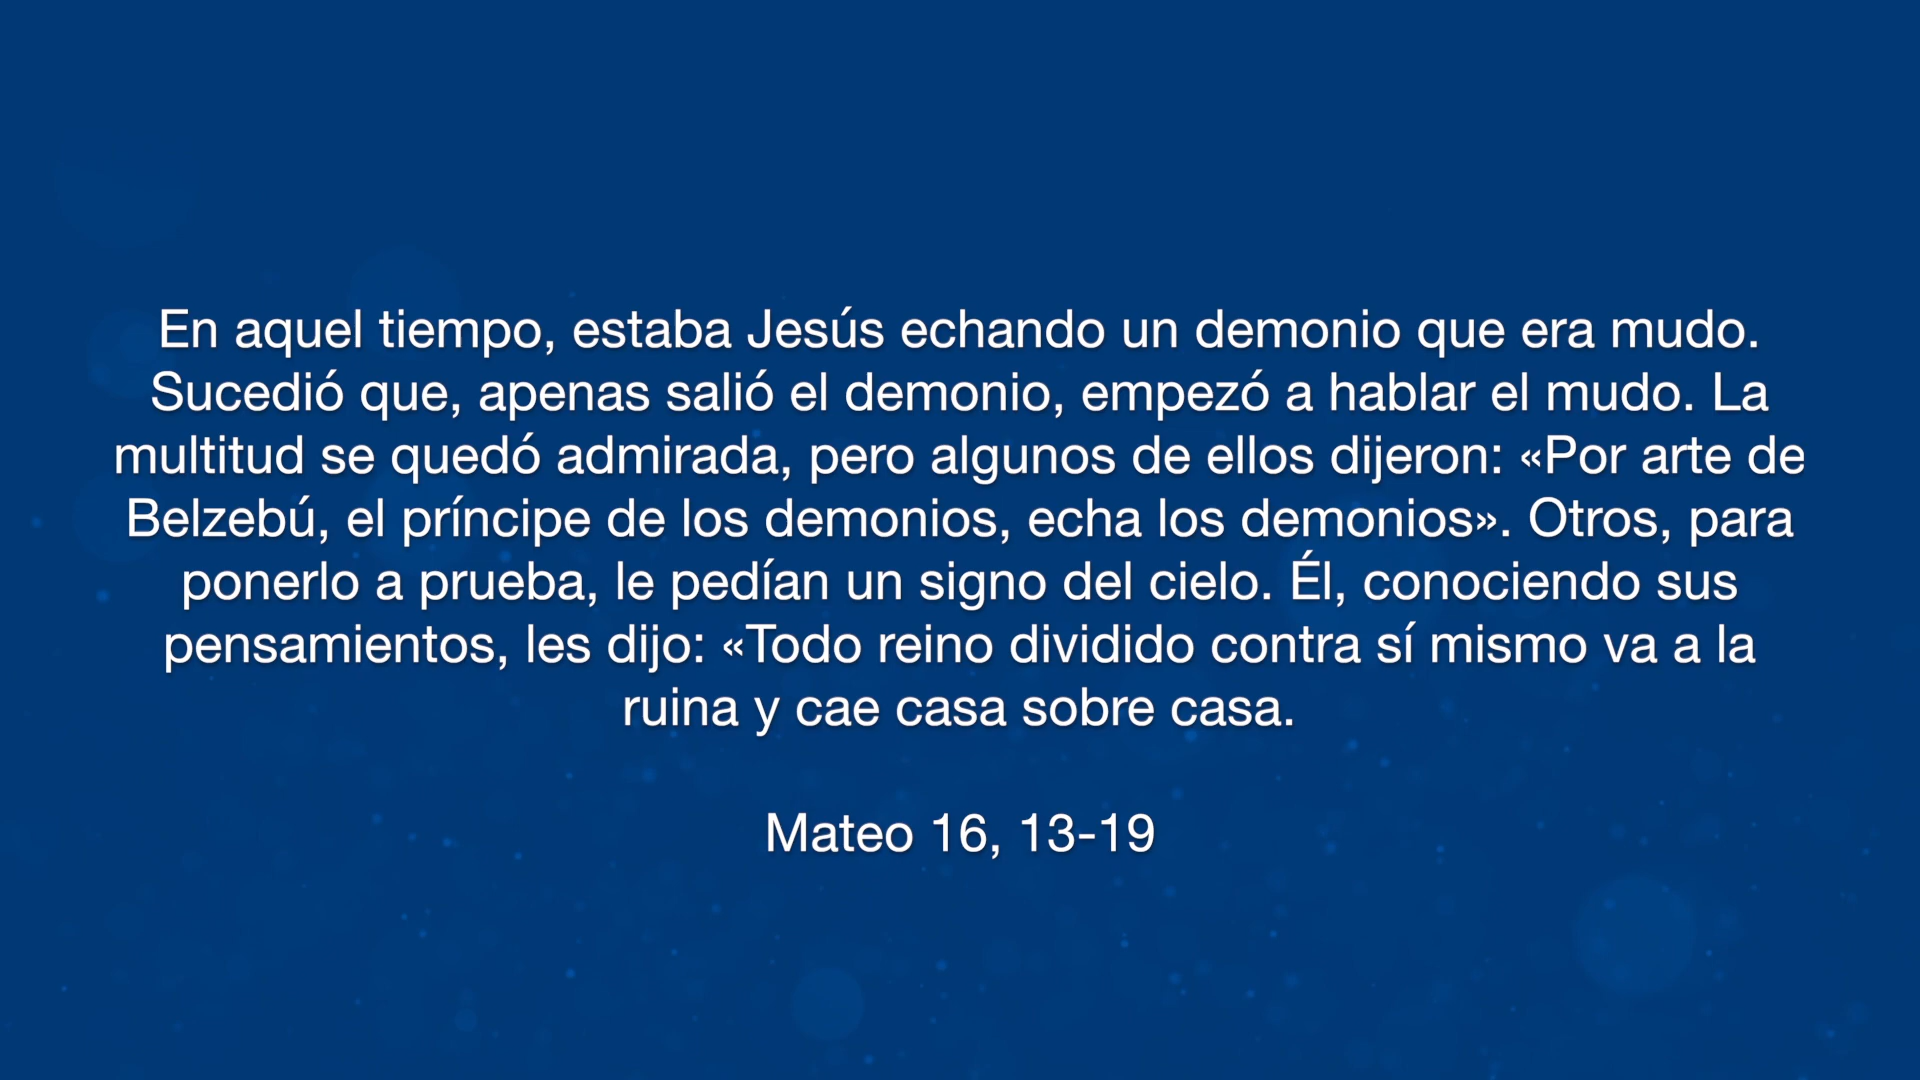 En aquel tiempo, estaba Jesús echando un demonio que era mudo.
Sucedió que, apenas salió el demonio, empezó a hablar el mudo. La
multitud se quedó admirada, pero algunos de ellos dijeron: «Por arte de
Belzebú, el príncipe de los demonios, echa los demonios». Otros, para
ponerlo a prueba, le pedían un signo del cielo. Él, conociendo sus
pensamientos, les dijo: «Todo reino dividido contra sí mismo va a la
ruina y cae casa sobre casa.
Mateo 16, 13-19